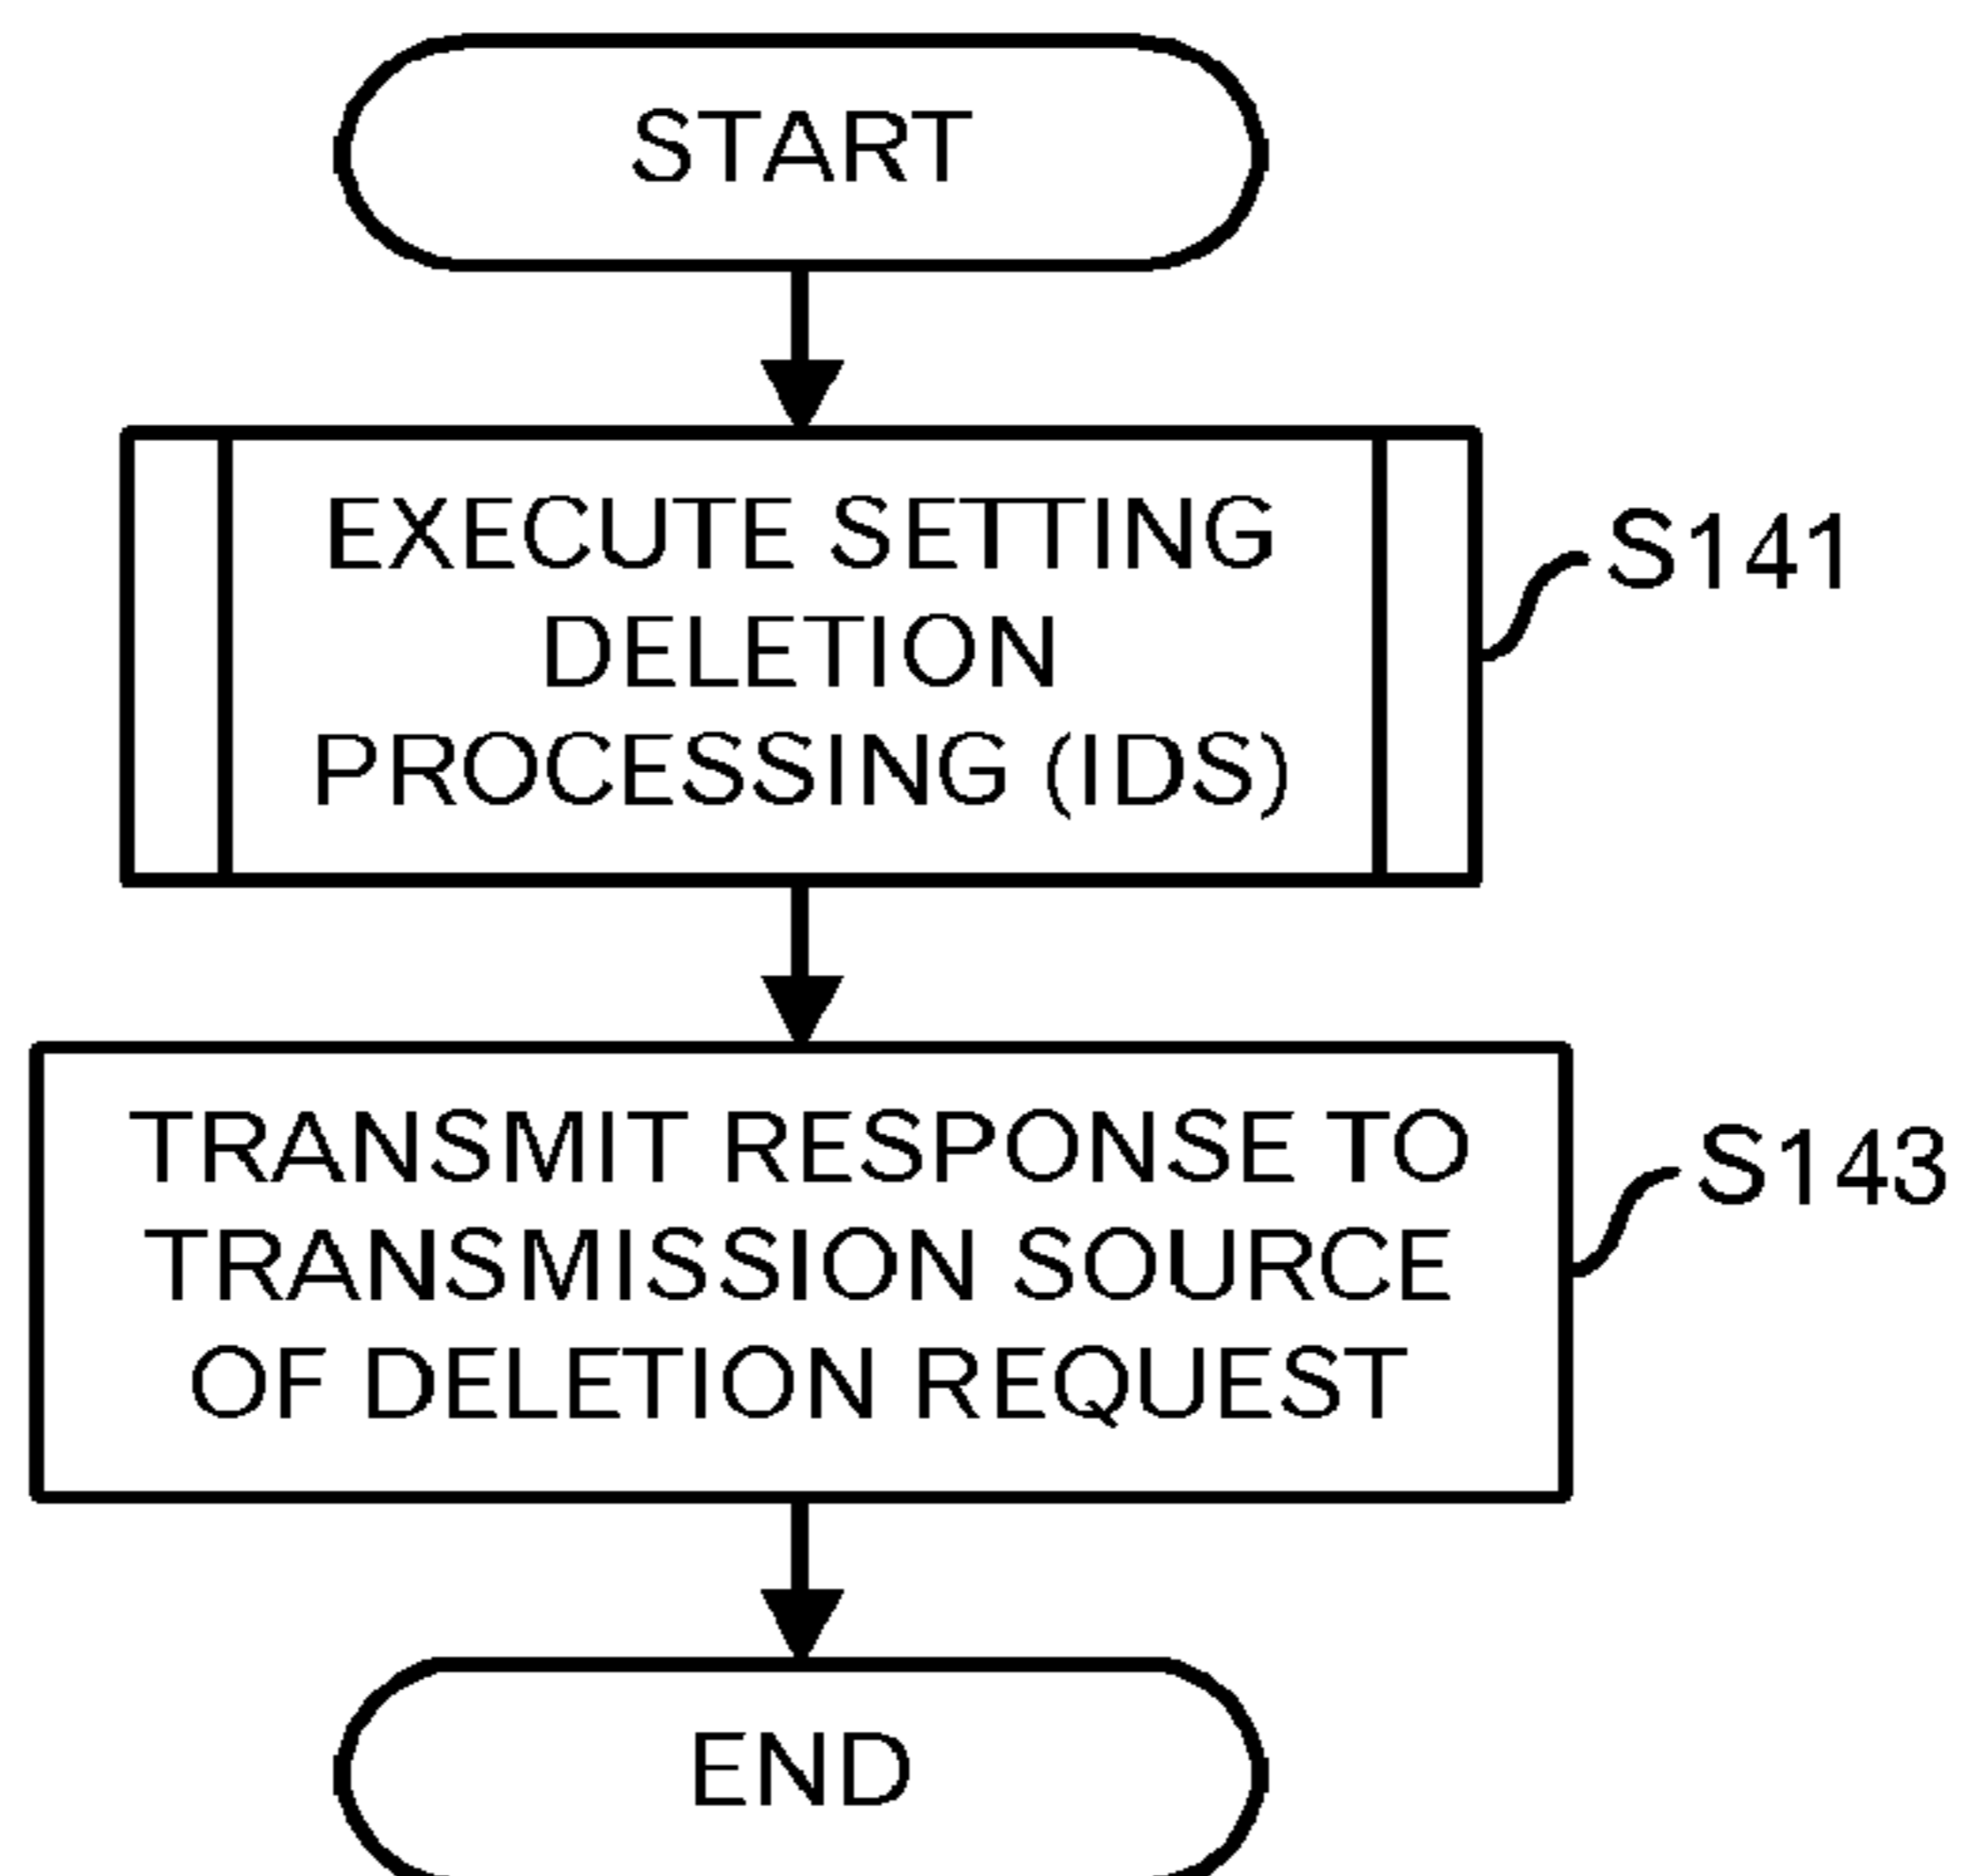 START
EXECUTE SETTING
DELETION
PROCESSING (IDS)
S141
TRANSMIT RESPONSE TO
TRANSMISSION SOURCE
OF DELETION REQUEST
S143
END